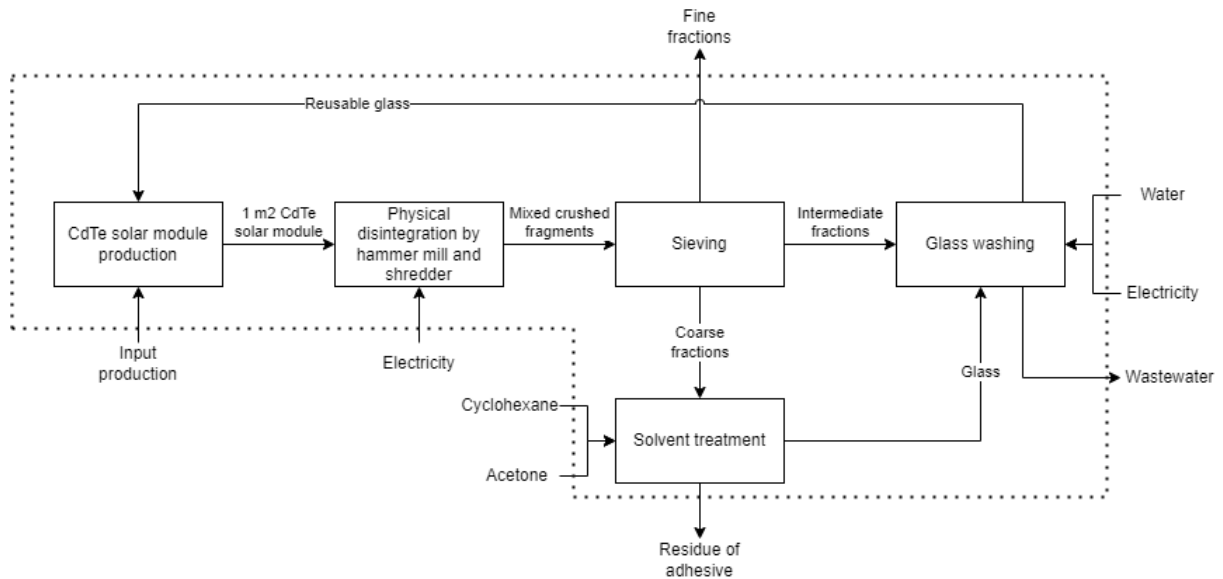 Fine
fractions
Reusable glass
1 m2 CdTe
solar module
Mixed crushed
fragments
Intermediate
fractions
Water
CdTe solar module
production
Physical
disintegration by
hammer mill and
shredder
Sieving
Glass washing
Electricity
Input
production
Electricity
Coarse
fractions
Glass
Wastewater
Cyclohexane
Solvent treatment
Acetone
Residue of
adhesive